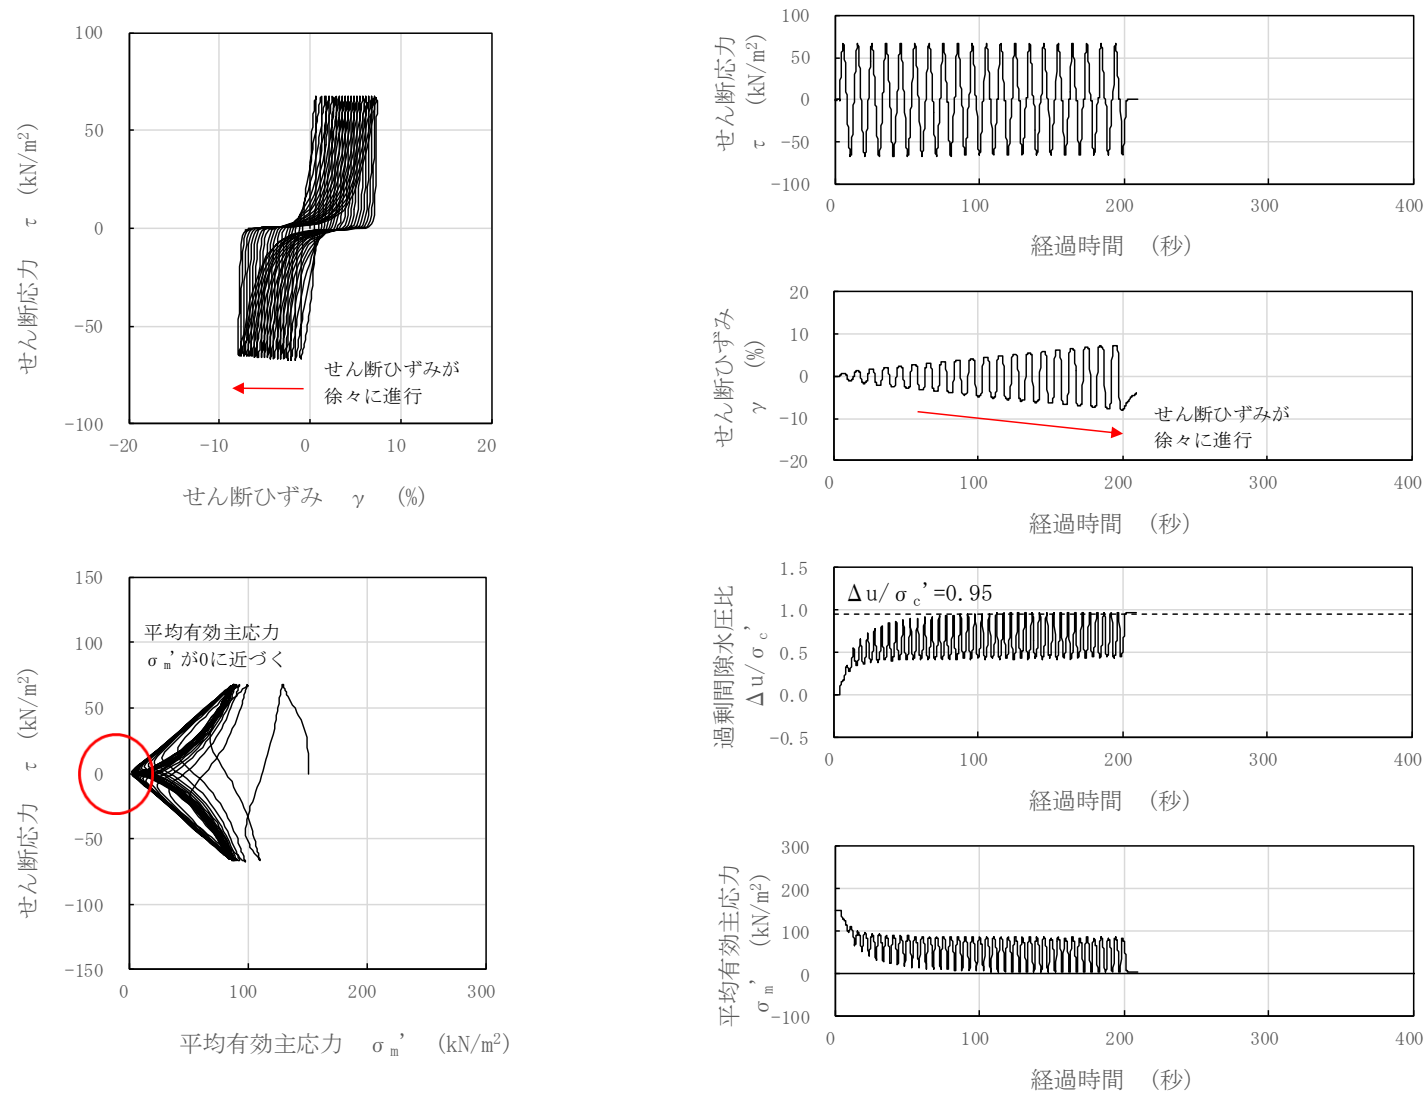 100
50
0
-50
-100
-20
-10
0
10
20
せん断応力 τ (kN/m²)
せん断ひずみ γ (%)
せん断ひずみが
徐々に進行
150
100
50
0
-50
-100
-150
0
100
200
300
せん断応力 τ (kN/m²)
平均有効主応力 σm' (kN/m²)
平均有効主応力
σm'が0に近づく
100
50
0
-50
-100
0
100
200
300
400
せん断応力
τ (kN/m²)
経過時間 (秒)
20
10
0
-10
-20
0
100
200
300
400
せん断ひずみ
γ (%)
経過時間 (秒)
せん断ひずみが
徐々に進行
1.5
1.0
0.5
0.0
-0.5
0
100
200
300
400
過剰間隙水圧比
Δu/σc'
経過時間 (秒)
Δu/σc'=0.95
300
200
100
0
-100
0
100
200
300
400
平均有効主応力
σm' (kN/m²)
経過時間 (秒)